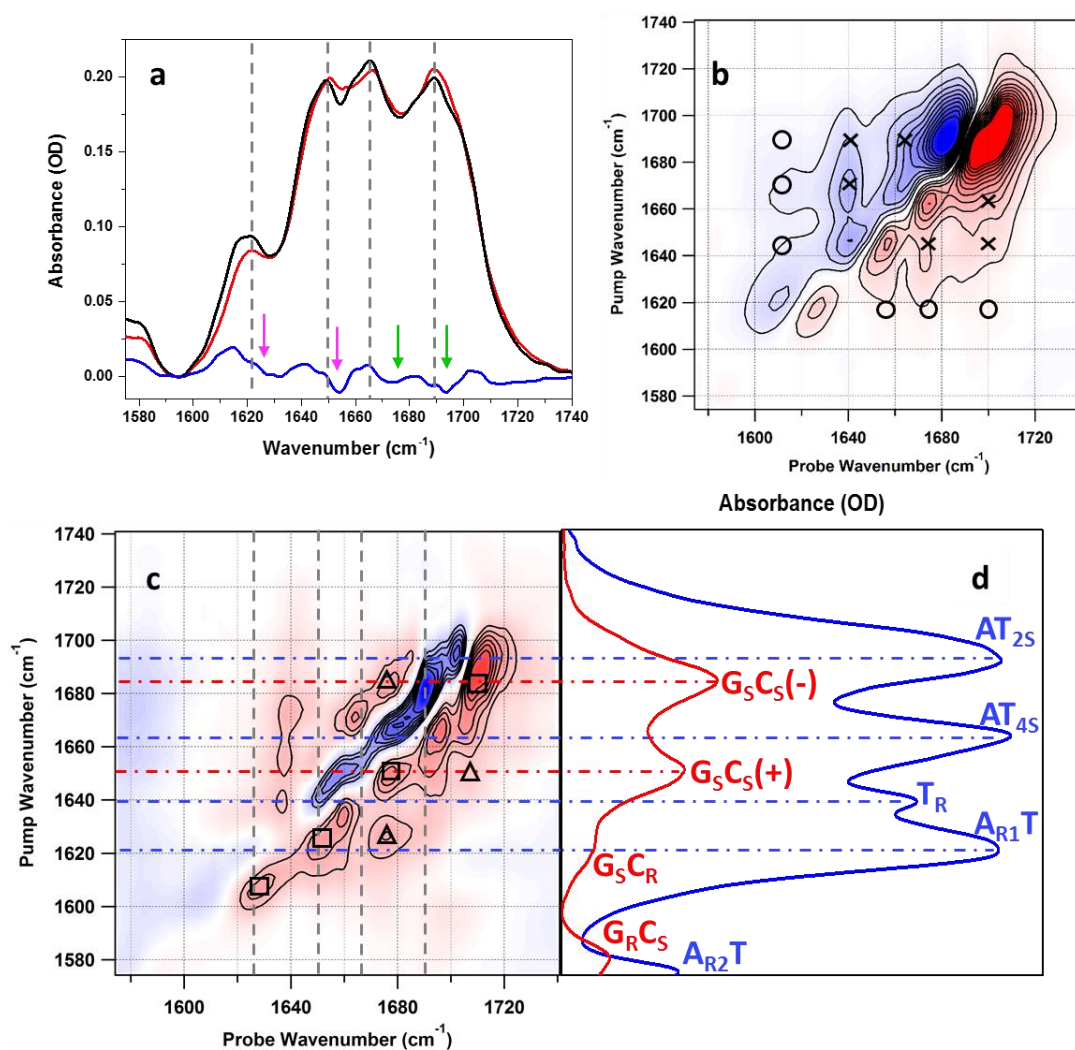 a
Absorbance (OD)
0.20
0.15
0.10
0.05
0.00
1580 1600 1620 1640 1660 1680 1700 1720 1740
Wavenumber (cm-1)
b
Pump Wavenumber (cm-1)
1740
1720
1700
1680
1660
1640
1620
1600
1580
1600 1640 1680 1720
Probe Wavenumber (cm-1)
c
Pump Wavenumber (cm-1)
1740
1720
1700
1680
1660
1640
1620
1600
1580
1600 1640 1680 1720
Probe Wavenumber (cm-1)
Absorbance (OD)
d
AT2S
GSCS(-)
AT4S
GSCS(+)
TR
AR1T
GSCR
GRCS
AR2T